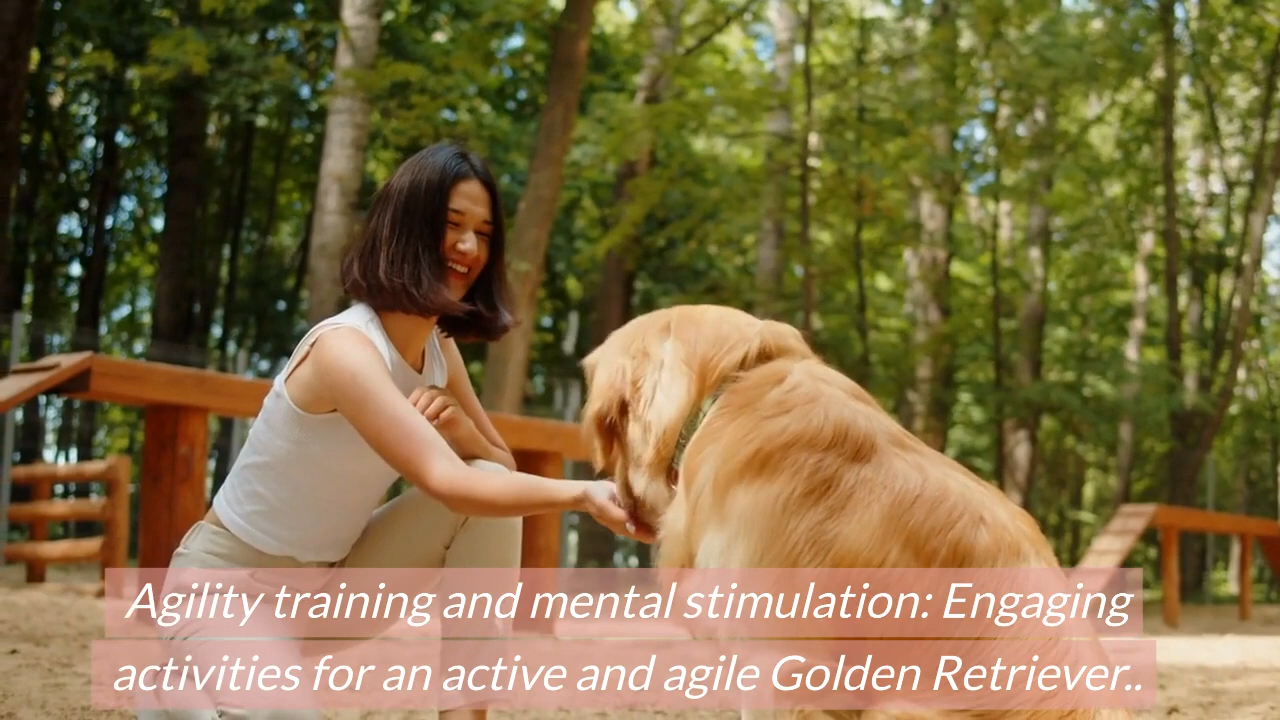 Agility training and mental stimulation: Engaging
activities for an active and agile Golden Retriever..